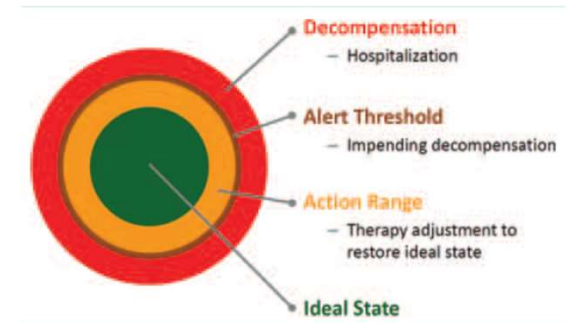 Decompensation
– Hospitalization
Alert Threshold
– Impending decompensation
Action Range
– Therapy adjustment to
restore ideal state
Ideal State